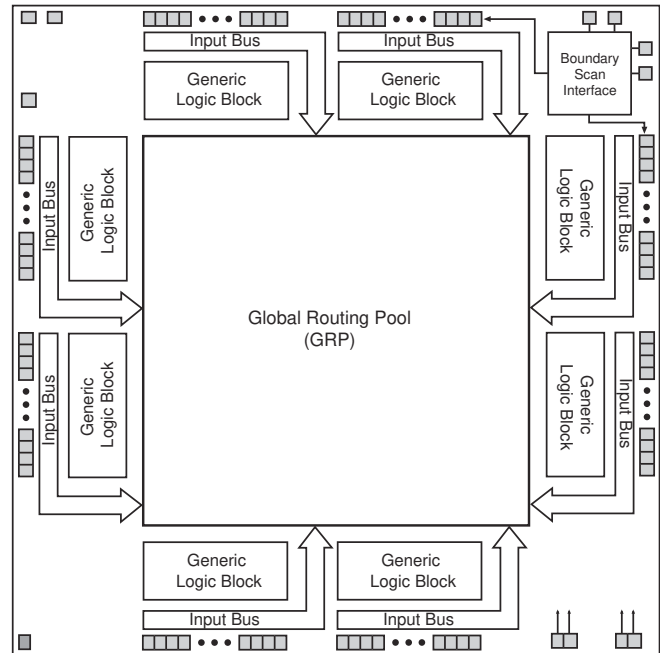 Input Bus
Input Bus
Generic
Logic Block
Generic
Logic Block
Boundary
Scan
Interface
Input Bus
Generic
Logic Block
Generic
Logic Block
Input Bus
Global Routing Pool
(GRP)
Input Bus
Generic
Logic Block
Generic
Logic Block
Input Bus
Generic
Logic Block
Generic
Logic Block
Input Bus
Input Bus